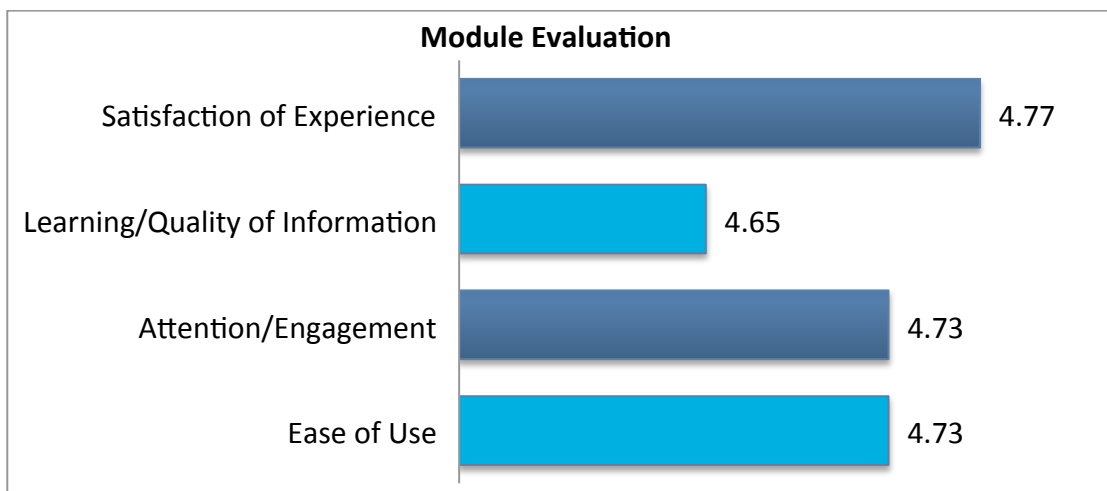 Module Evaluation
Satisfaction of Experience 4.77
Learning/Quality of Information 4.65
Attention/Engagement 4.73
Ease of Use 4.73